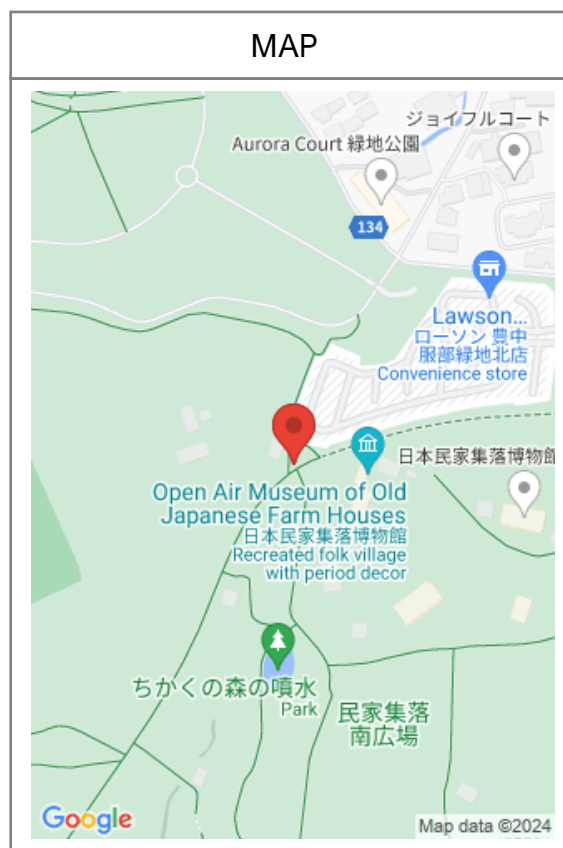 MAP
ジョイフルコート
Aurora Court 緑地公園
134
Lawson...
ローソン 豊中
服部緑地北店
Convenience store
日本民家集落博物館
Open Air Museum of Old
Japanese Farm Houses
日本民家集落博物館
Recreated folk village
with period decor
ちかくの森の噴水
Park
民家集落
南広場
Google
Map data ©2024